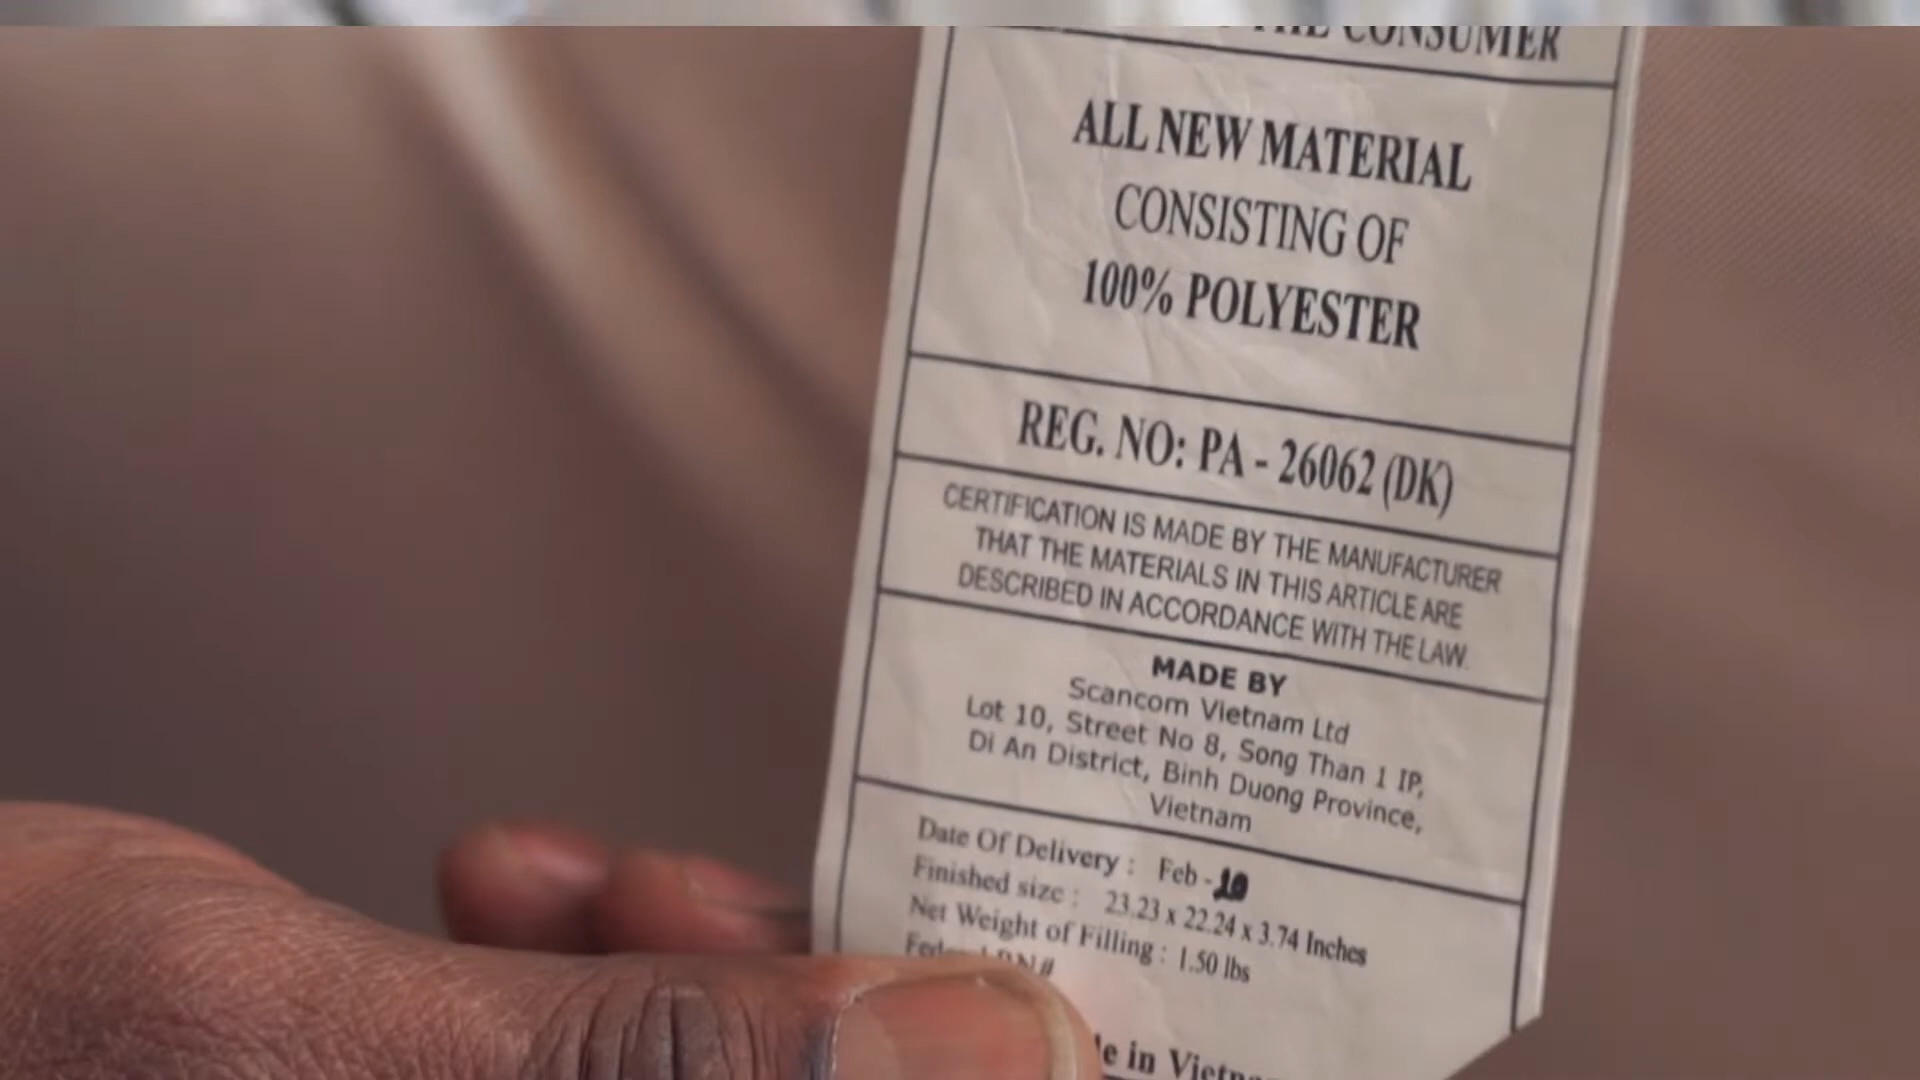 THE CONSUMER
ALL NEW MATERIAL
CONSISTING OF
100% POLYESTER
REG. NO: PA - 26062 (DK)
CERTIFICATION IS MADE BY THE MANUFACTURER
THAT THE MATERIALS IN THIS ARTICLE ARE
DESCRIBED IN ACCORDANCE WITH THE LAW.
MADE BY
Scancom Vietnam Ltd
Lot 10, Street No 8, Song Than 1 IP,
Di An District, Binh Duong Province,
Vietnam
Date Of Delivery : Feb -
Finished size : 23.23 x 22.24 x 3.74 Inches
Net Weight of Filling : 1.50 lbs
in